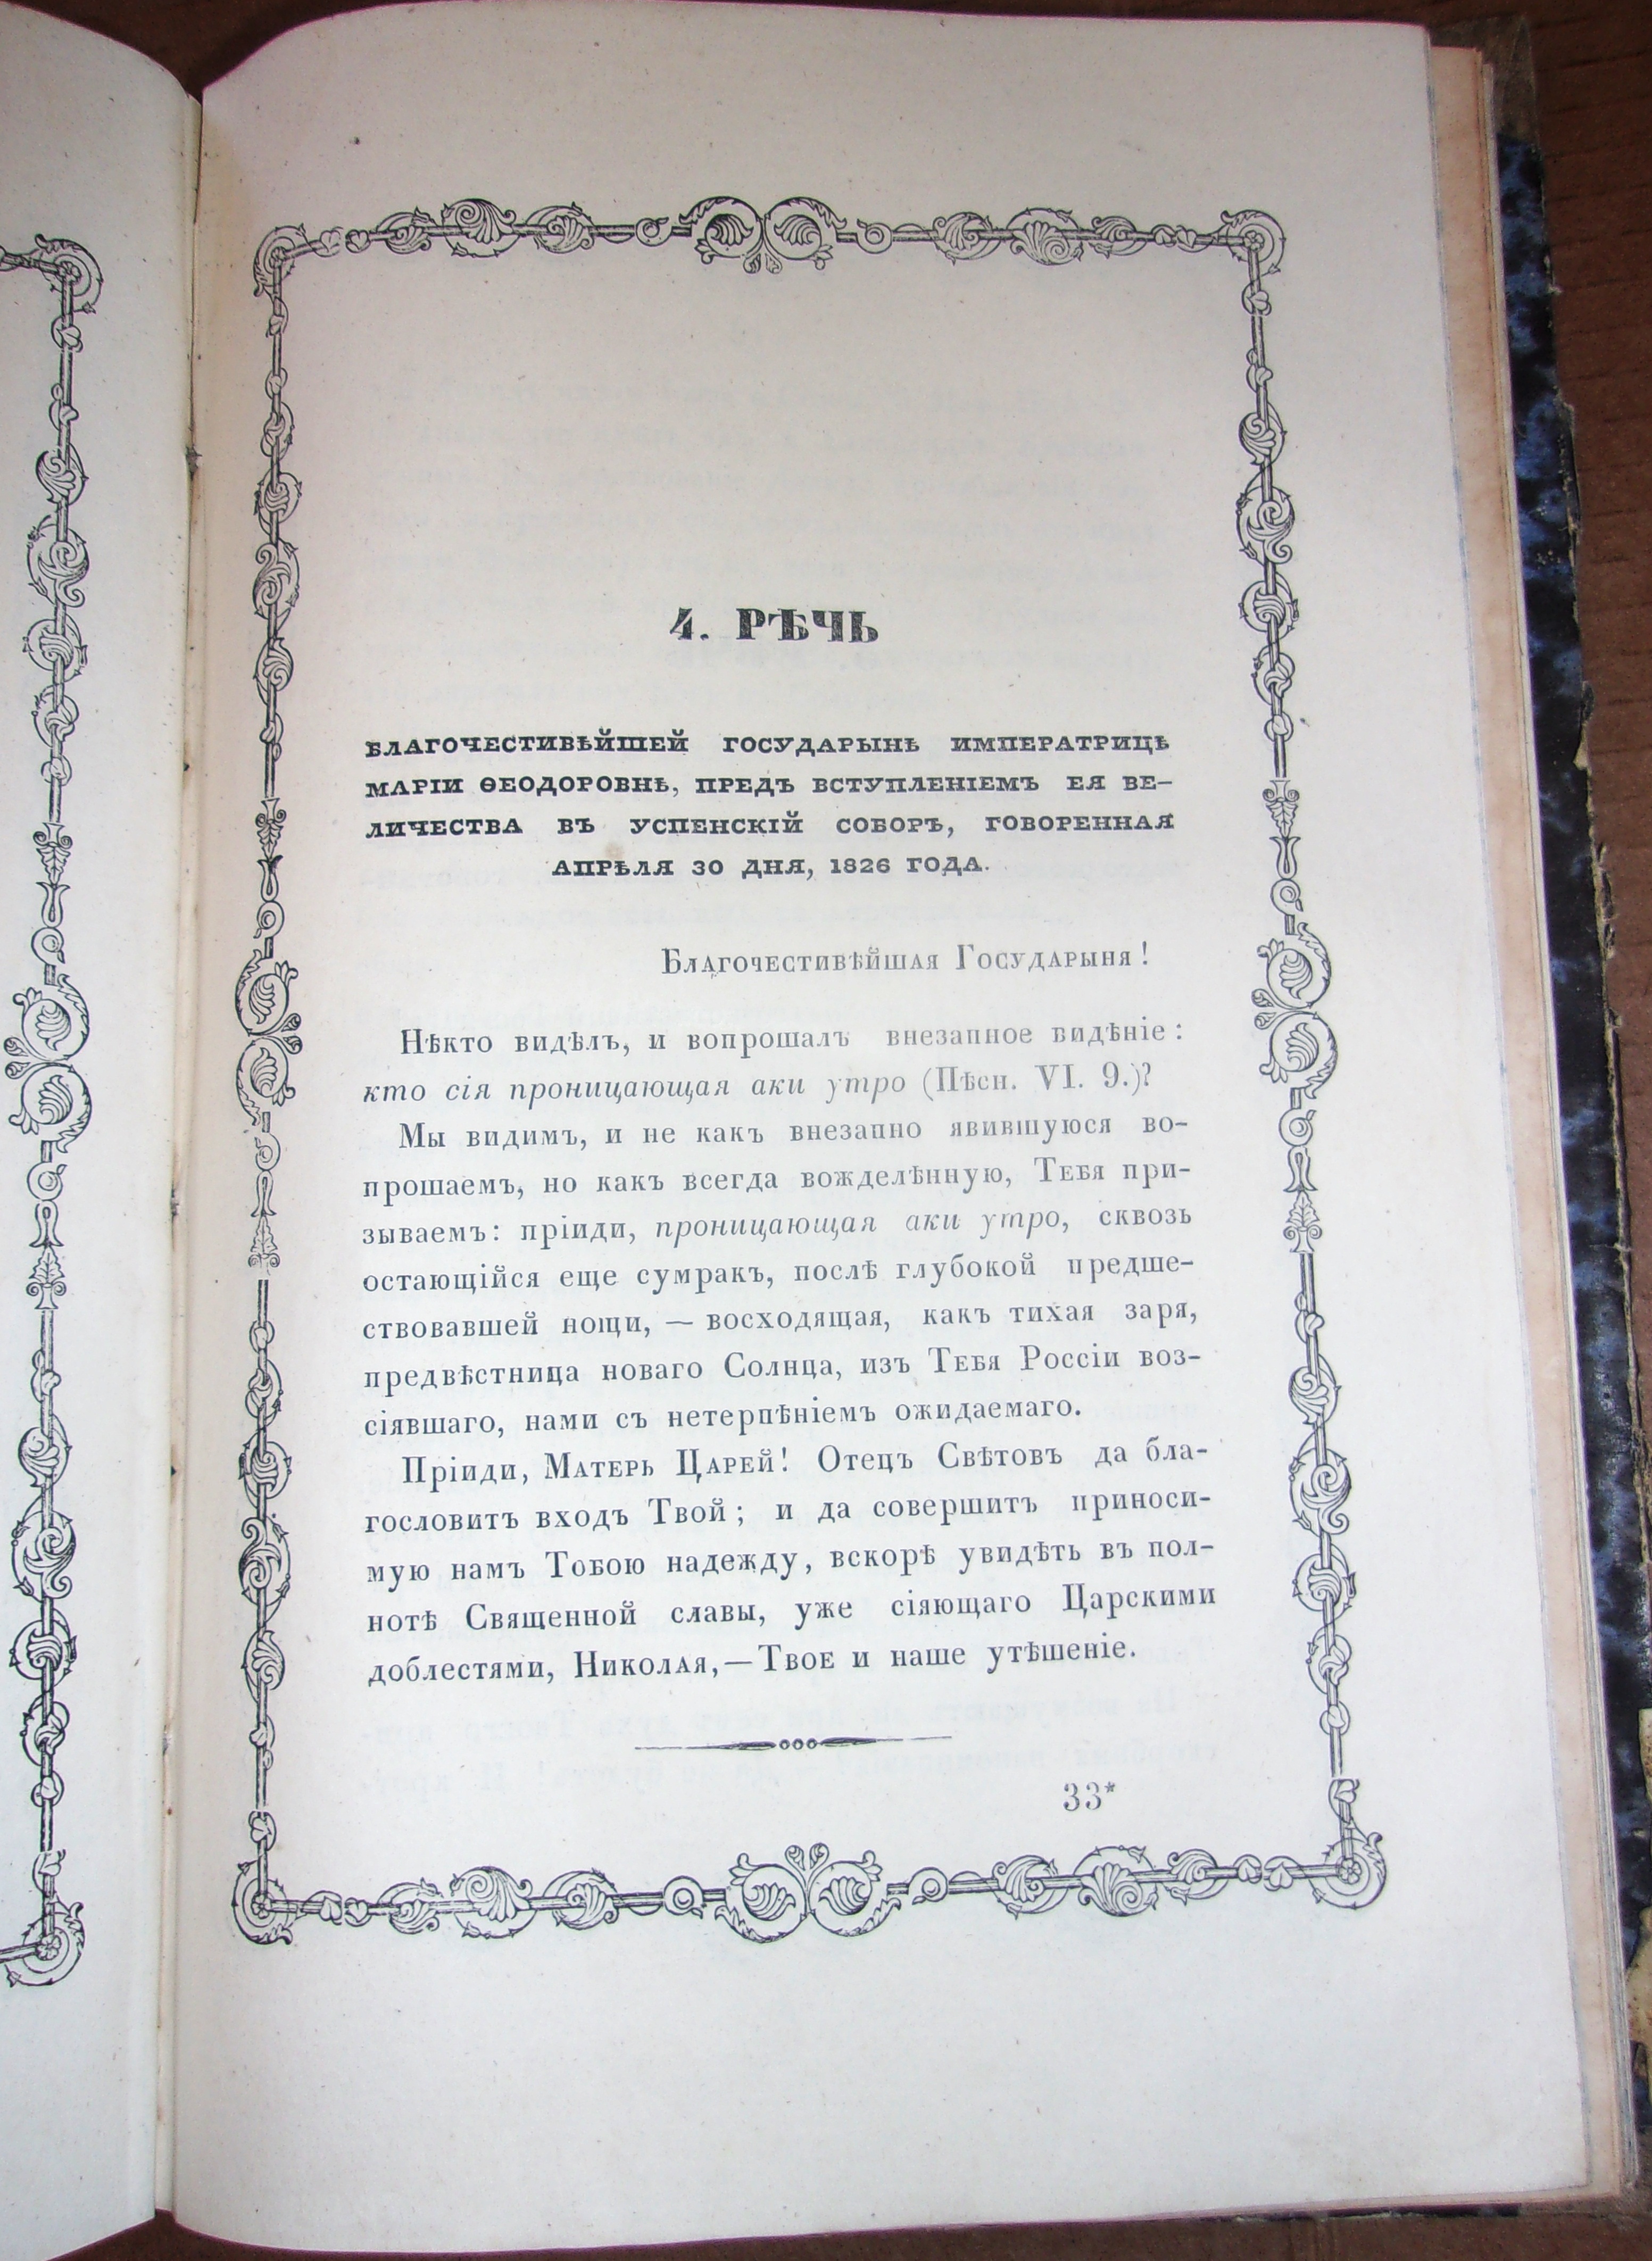 4. РѢЧЬ
БЛАГОЧЕСТИВѢЙШЕЙ ГОСУДАРЫНѢ ИМПЕРАТРИЦѢ
МАРІИ ѲЕОДОРОВНѢ, ПРЕДЪ ВСТУПЛЕНІЕМЪ ЕЯ ВЕ-
ЛИЧЕСТВА ВЪ УСПЕНСКІЙ СОБОРЪ, ГОВОРЕННАЯ
АПРѢЛЯ 30 ДНЯ, 1826 ГОДА.
БЛАГОЧЕСТИВѢЙШАЯ ГОСУДАРЫНЯ!
Нѣкто видѣлъ, и вопрошалъ внезапное видѣніе:
кто сія проницающая аки утро (Пѣсн. VI. 9.)?
Мы видимъ, и не какъ внезапно явившуюся во-
прошаемъ, но какъ всегда вожделѣнную, ТЕБЯ при-
зываемъ: пріиди, проницающая аки утро, сквозь
остающійся еще сумракъ, послѣ глубокой предше-
ствовавшей нощи, — восходящая, какъ тихая заря,
предвѣстница новаго Солнца, изъ ТЕБЯ Россіи воз-
сіявшаго, нами съ нетерпѣніемъ ожидаемаго.
Пріиди, МАТЕРЬ ЦАРЕЙ! Отецъ Свѣтовъ да бла-
гословитъ входъ Твой; и да совершитъ приноси-
мую намъ ТОБОЮ надежду, вскорѣ увидѣть въ пол-
нотѣ Священной славы, уже сіяющаго Царскими
доблестями, НИКОЛАЯ,—ТВОЕ и наше утѣшеніе.
33*